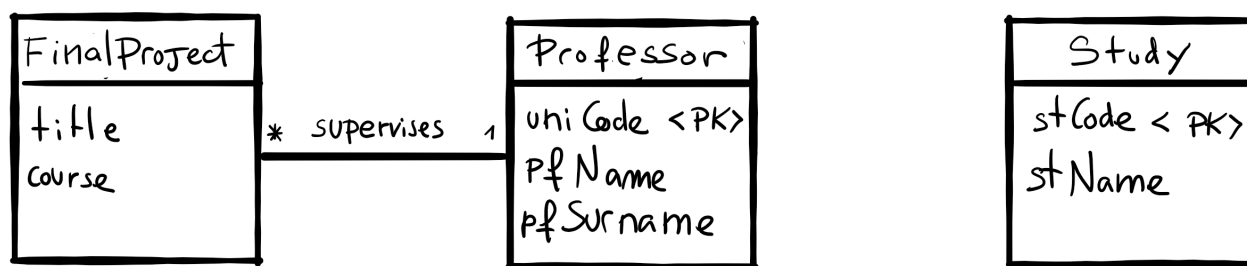 FinalProject
title
course
* supervises 1
Professor
uniCode <PK>
pfName
pfSurname
Study
stCode < PK>
stName